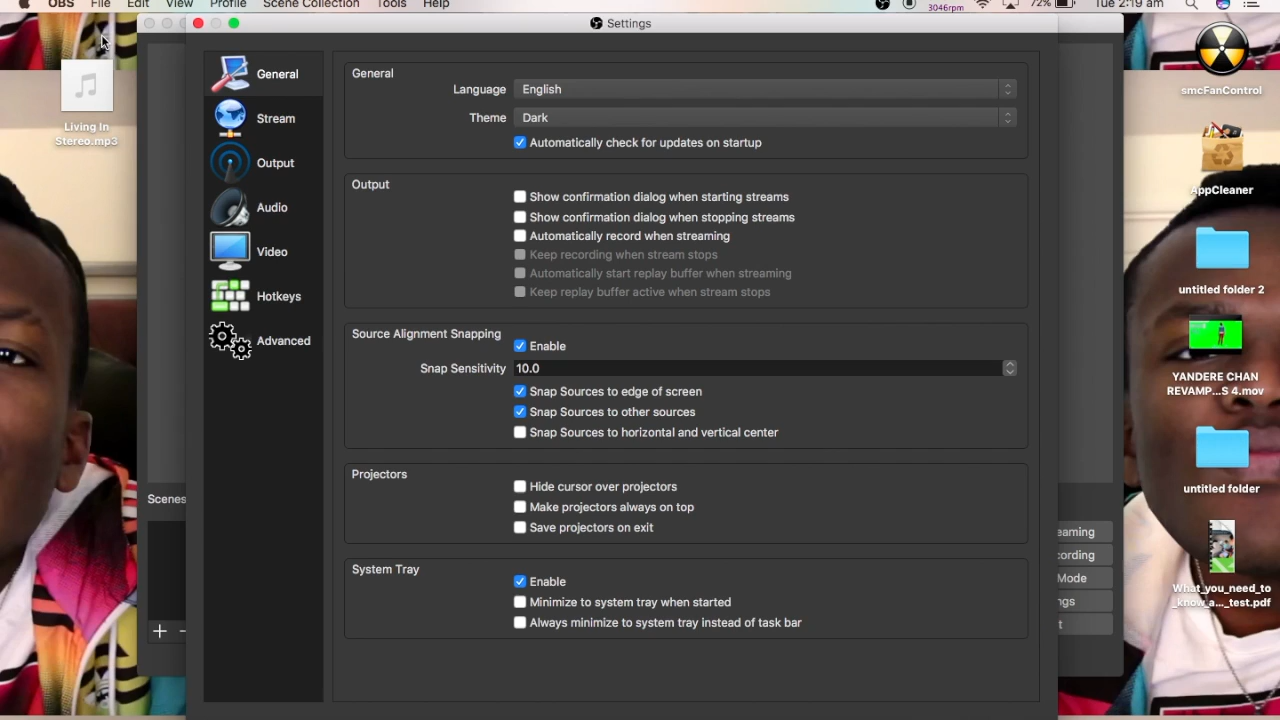 OBS File Edit View Profile Scene Collection Tools Help 3046rpm 72% Tue 2:19 am
Settings
General
Stream
Output
Audio
Video
Hotkeys
Advanced
General
Language English
Theme Dark
Automatically check for updates on startup
Output
Show confirmation dialog when starting streams
Show confirmation dialog when stopping streams
Automatically record when streaming
Keep recording when stream stops
Automatically start replay buffer when streaming
Keep replay buffer active when stream stops
Source Alignment Snapping
Enable
Snap Sensitivity 10.0
Snap Sources to edge of screen
Snap Sources to other sources
Snap Sources to horizontal and vertical center
Projectors
Hide cursor over projectors
Make projectors always on top
Save projectors on exit
System Tray
Enable
Minimize to system tray when started
Always minimize to system tray instead of task bar
Living In
Stereo.mp3
Scenes
eaming
cording
Mode
ngs
t
smcFanControl
AppCleaner
untitled folder 2
YANDERE CHAN
REVAMP...S 4.mov
untitled folder
What_you_need_to
_know_a..._test.pdf